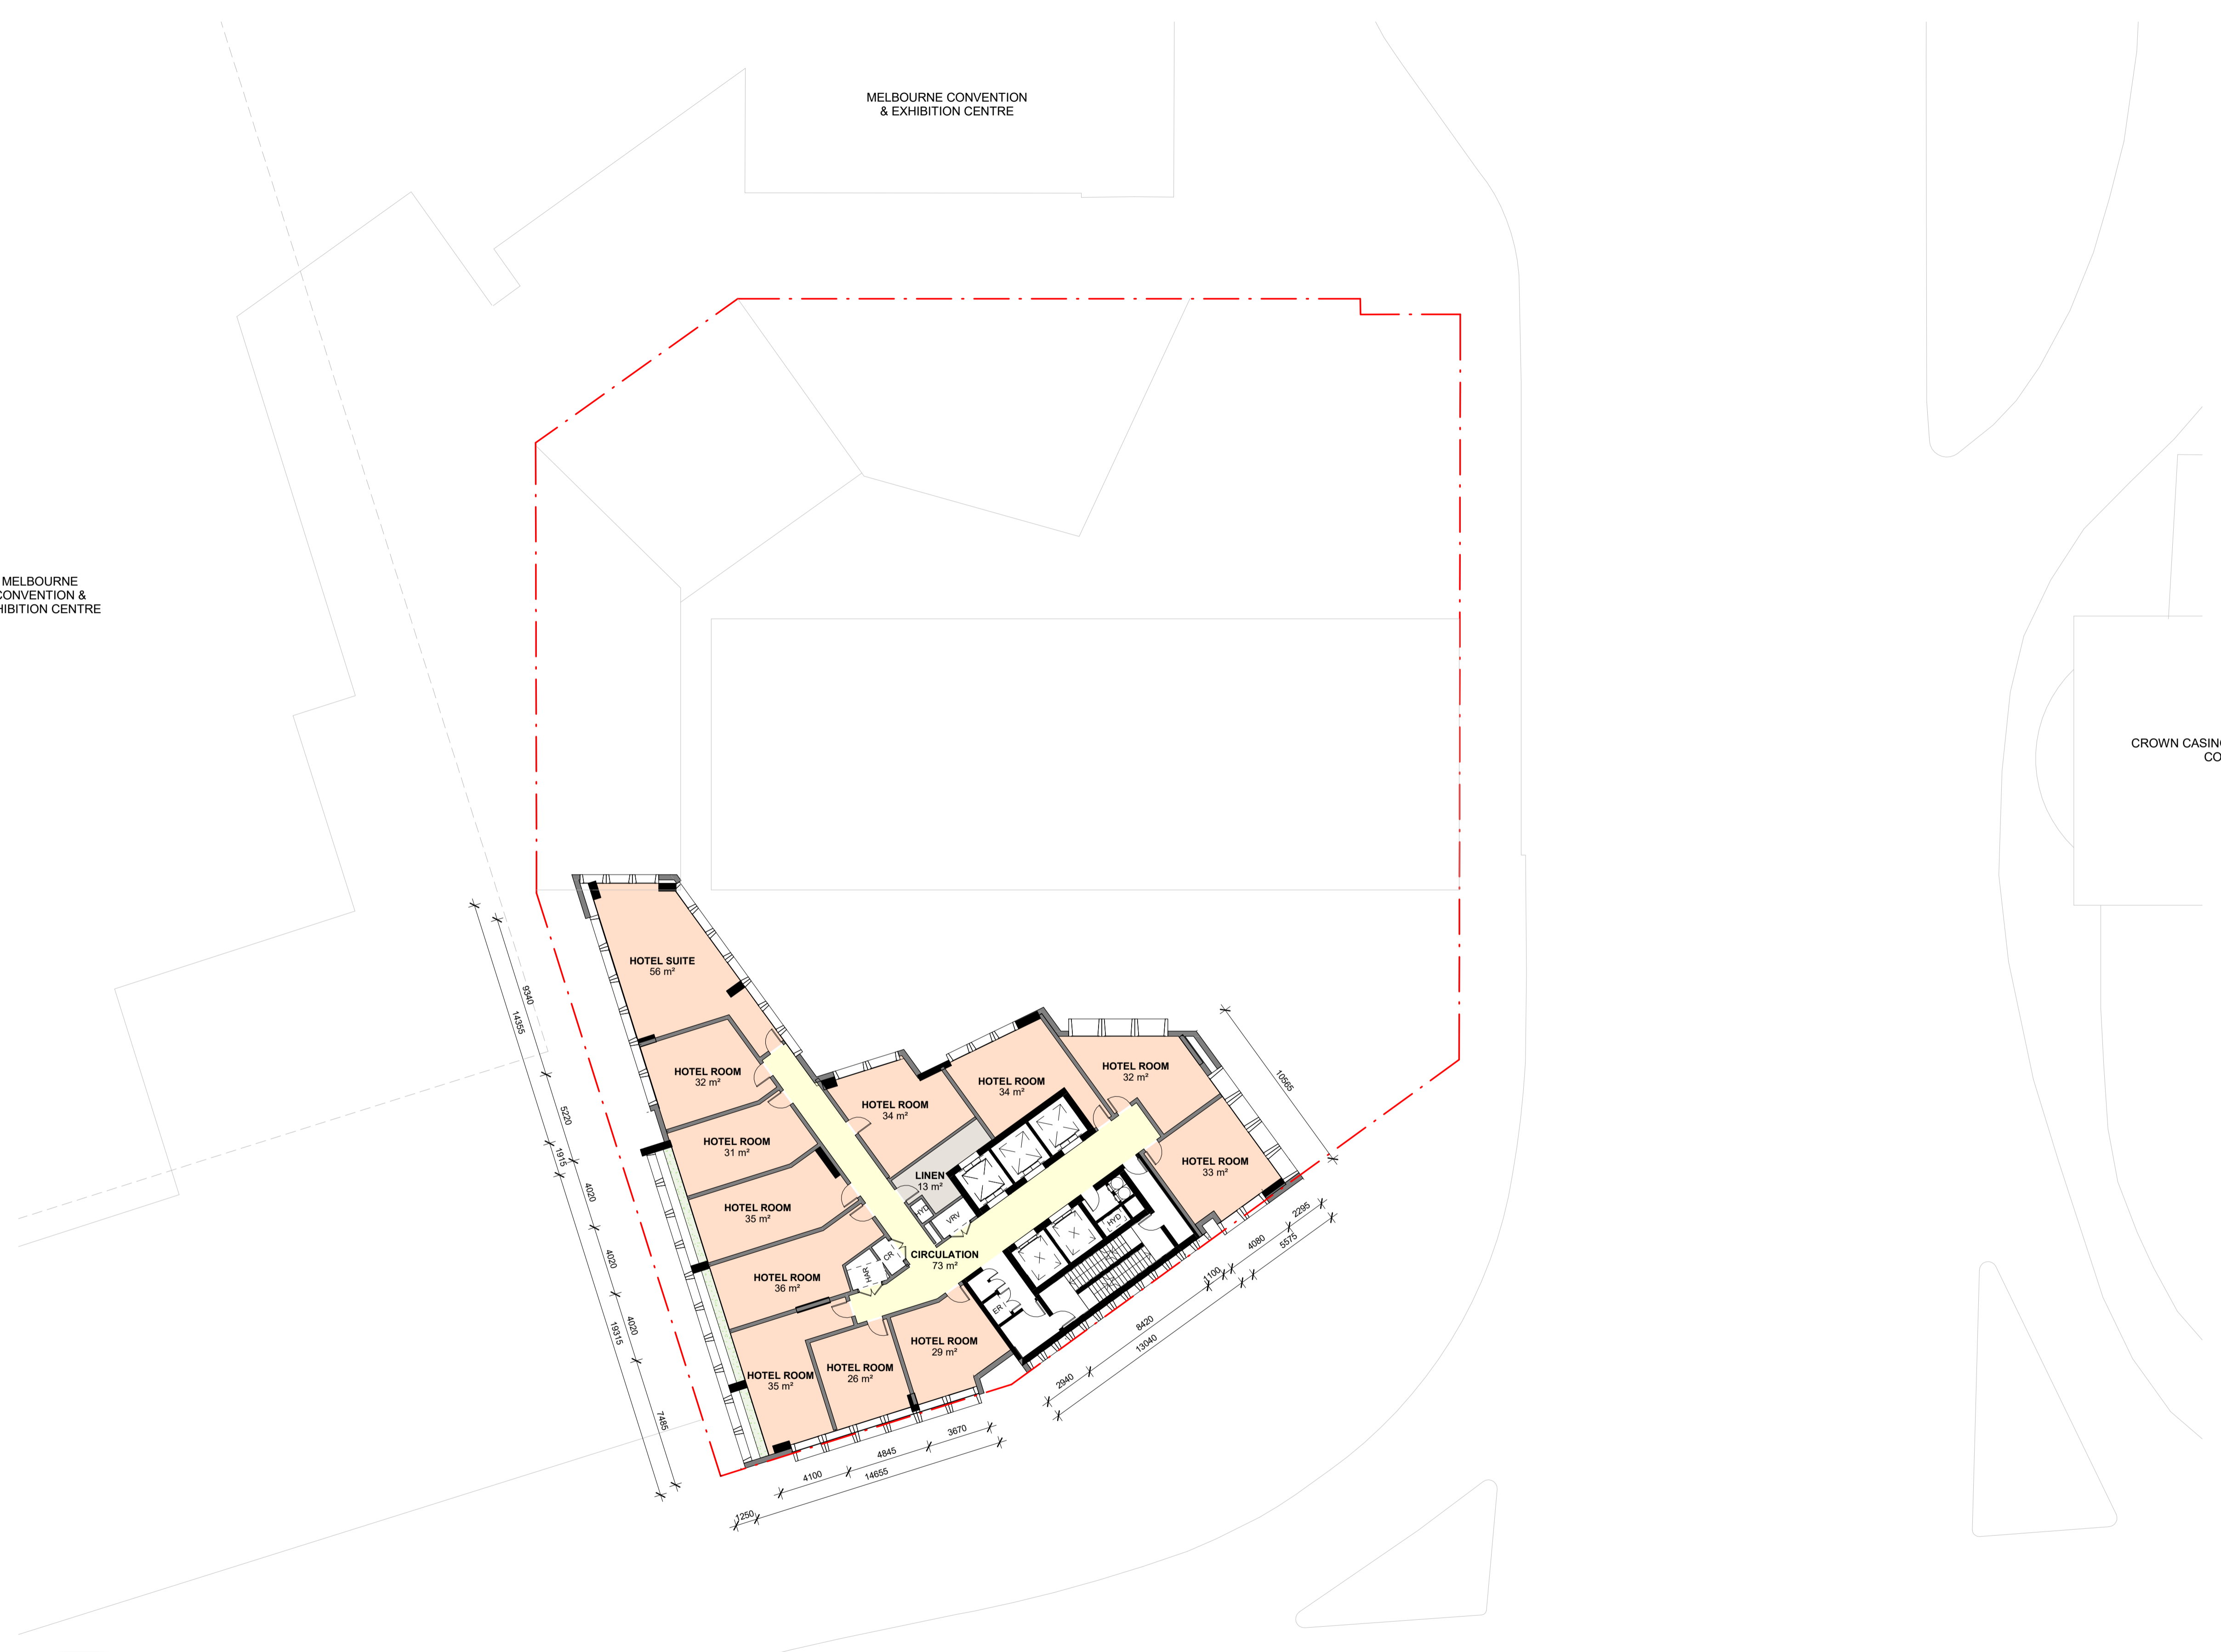 MELBOURNE CONVENTION
& EXHIBITION CENTRE
MELBOURNE
CONVENTION &
HIBITION CENTRE
CROWN CASIN
CO
HOTEL SUITE
56 m²
HOTEL ROOM
32 m²
HOTEL ROOM
31 m²
HOTEL ROOM
35 m²
HOTEL ROOM
36 m²
HOTEL ROOM
35 m²
HOTEL ROOM
26 m²
HOTEL ROOM
29 m²
HOTEL ROOM
34 m²
HOTEL ROOM
34 m²
HOTEL ROOM
32 m²
HOTEL ROOM
33 m²
LINEN
13 m²
HYD
VRV
CIRCULATION
73 m²
CR
HAR
ER
HYD
9340
14355
5220
1915
4020
4020
4020
19315
7485
1250
4100
4845
3670
14655
2940
8420
13040
1100
4080
2295
5575
10565